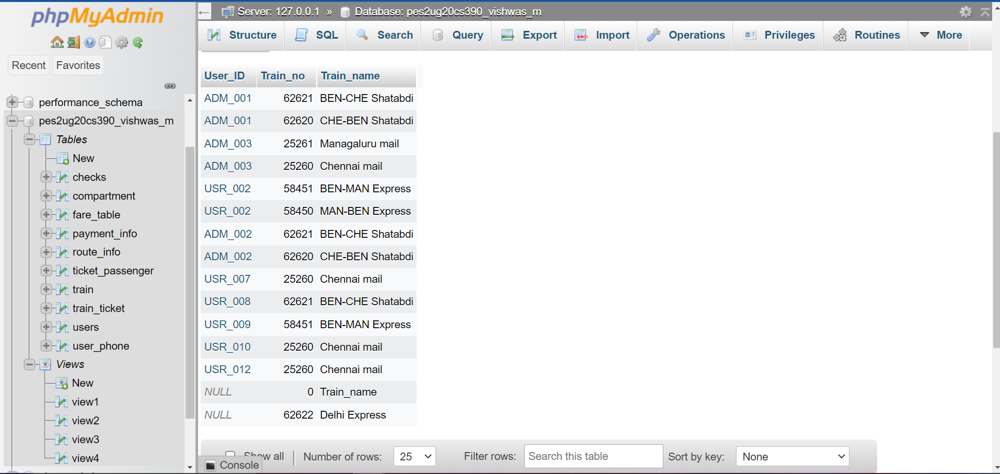 phpMyAdmin
Recent Favorites
performance_schema
pes2ug20cs390_vishwas_m
Tables
New
checks
compartment
fare_table
payment_info
route_info
ticket_passenger
train
train_ticket
users
user_phone
Views
New
view1
view2
view3
view4
Server: 127.0.0.1 » Database: pes2ug20cs390_vishwas_m
Structure SQL Search Query Export Import Operations Privileges Routines More
User_ID Train_no Train_name
ADM_001 62621 BEN-CHE Shatabdi
ADM_001 62620 CHE-BEN Shatabdi
ADM_003 25261 Managaluru mail
ADM_003 25260 Chennai mail
USR_002 58451 BEN-MAN Express
USR_002 58450 MAN-BEN Express
ADM_002 62621 BEN-CHE Shatabdi
ADM_002 62620 CHE-BEN Shatabdi
USR_007 25260 Chennai mail
USR_008 62621 BEN-CHE Shatabdi
USR_009 58451 BEN-MAN Express
USR_010 25260 Chennai mail
USR_012 25260 Chennai mail
NULL 0 Train_name
NULL 62622 Delhi Express
Show all Number of rows: 25 Filter rows: Search this table Sort by key: None
Console